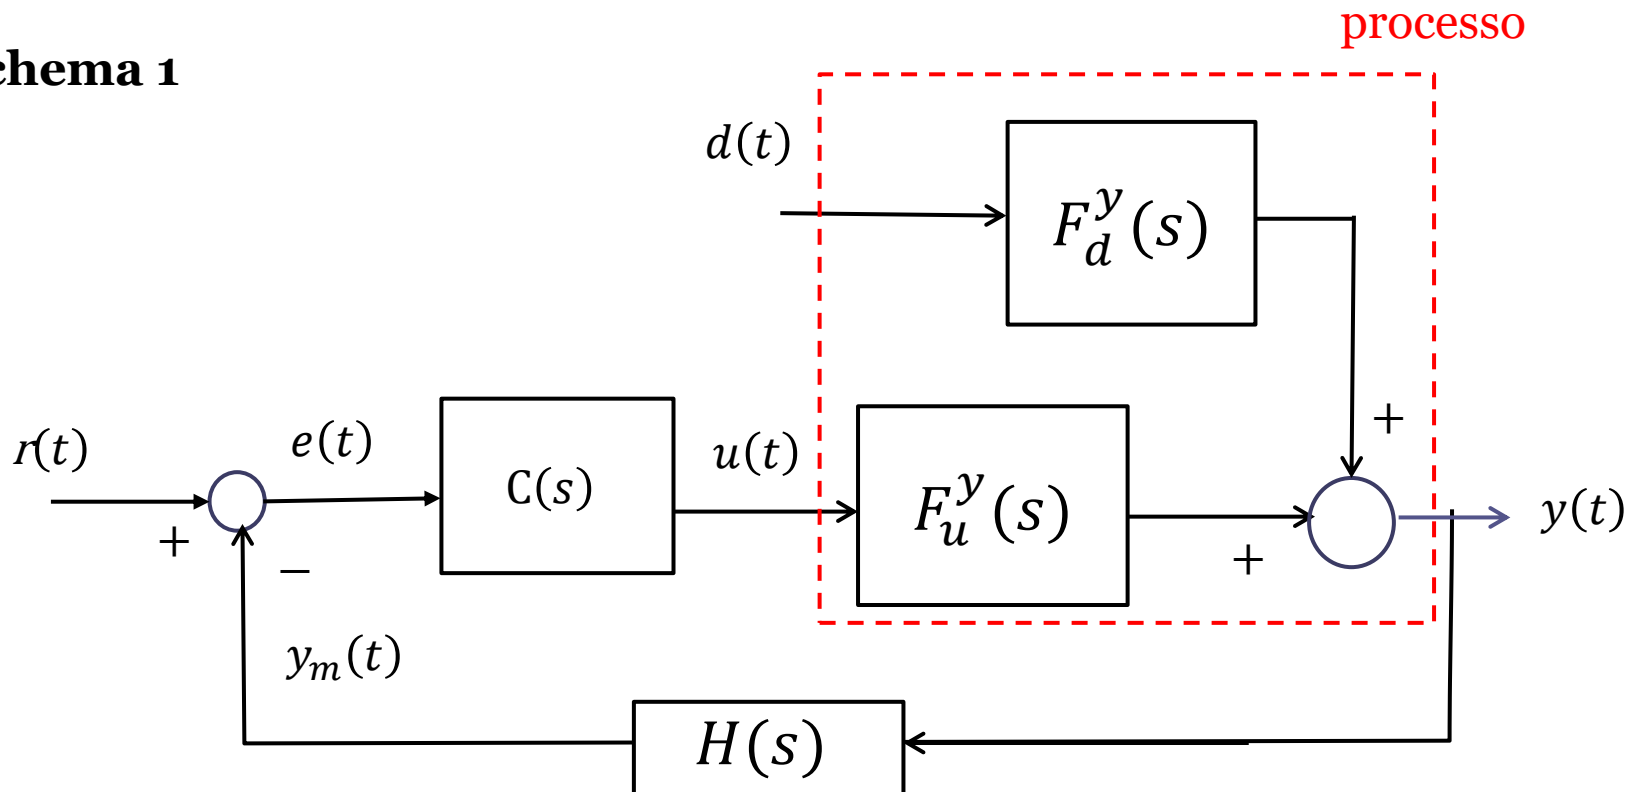 processo
chema 1
d(t)
F_d^y(s)
+
r(t)
e(t)
C(s)
u(t)
F_u^y(s)
y(t)
+
−
+
y_m(t)
H(s)